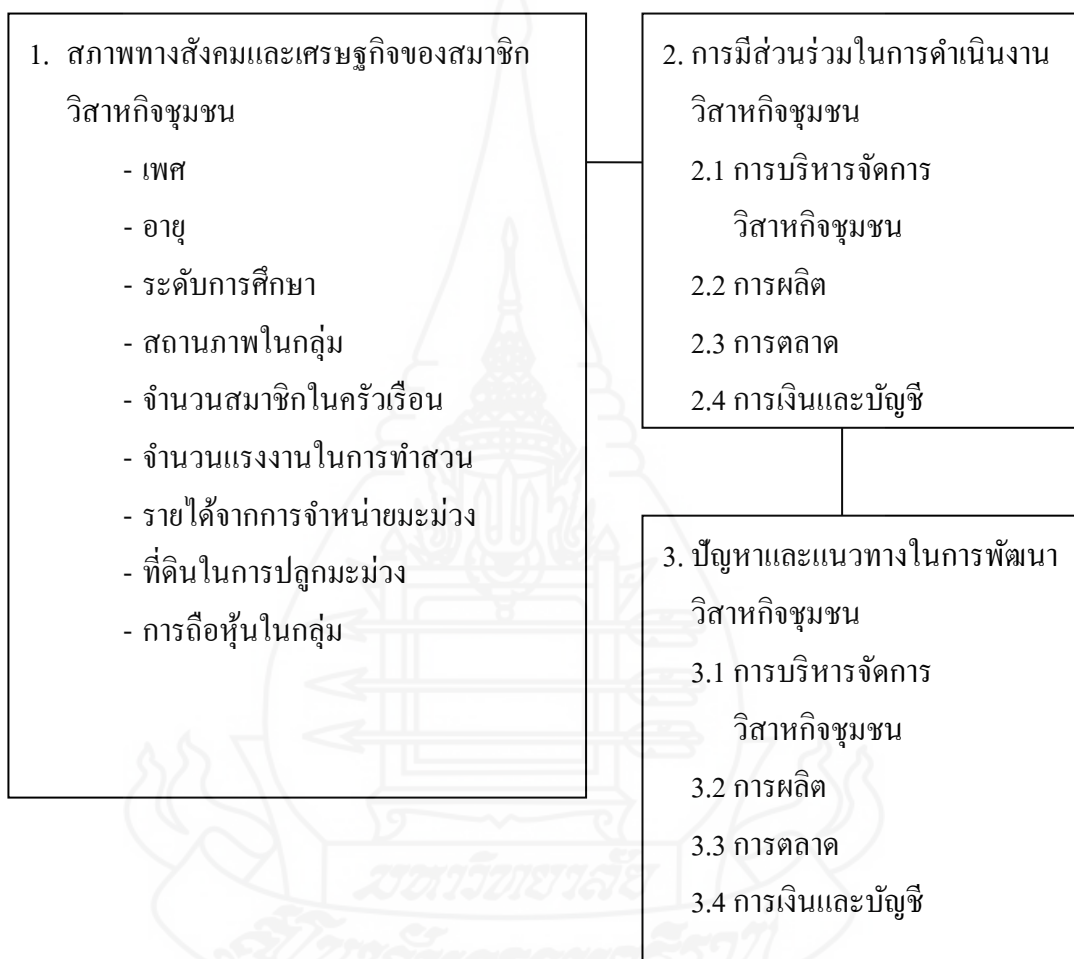 1. สภาพทางสังคมและเศรษฐกิจของสมาชิก
วิสาหกิจชุมชน
- เพศ
- อายุ
- ระดับการศึกษา
- สถานภาพในกลุ่ม
- จำนวนสมาชิกในครัวเรือน
- จำนวนแรงงานในการทำสวน
- รายได้จากการจำหน่ายมะม่วง
- ที่ดินในการปลูกมะม่วง
- การถือหุ้นในกลุ่ม
2. การมีส่วนร่วมในการดำเนินงาน
วิสาหกิจชุมชน
2.1 การบริหารจัดการ
วิสาหกิจชุมชน
2.2 การผลิต
2.3 การตลาด
2.4 การเงินและบัญชี
3. ปัญหาและแนวทางในการพัฒนา
วิสาหกิจชุมชน
3.1 การบริหารจัดการ
วิสาหกิจชุมชน
3.2 การผลิต
3.3 การตลาด
3.4 การเงินและบัญชี
มหาวิทยาลัย